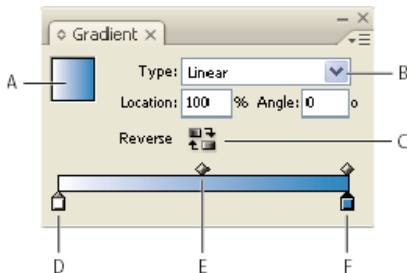 Gradient
A
Type: Linear
B
Location: 100 % Angle: 0 °
Reverse
C
D
E
F